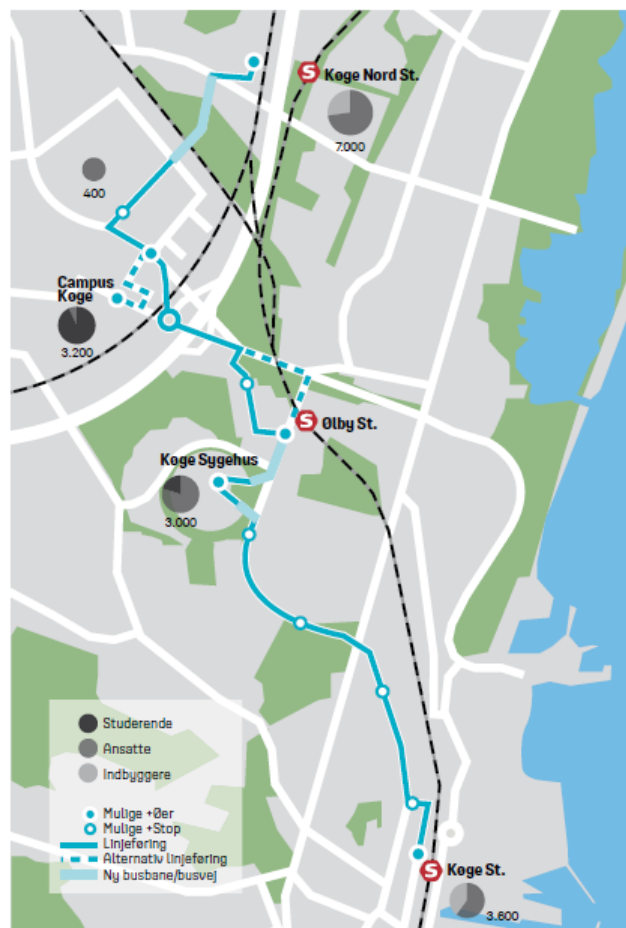 S Køge Nord St.
7.000
400
Campus
Køge
3.200
S Ølby St.
Køge Sygehus
3.000
Studerende
Ansatte
Indbyggere
Mulige +Øer
Mulige +Stop
Linjeføring
Alternativ linjeføring
Ny busbane/busvej
S Køge St.
3.600